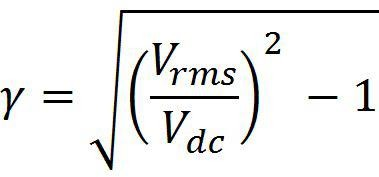 γ = √((V_rms / V_dc)² − 1)